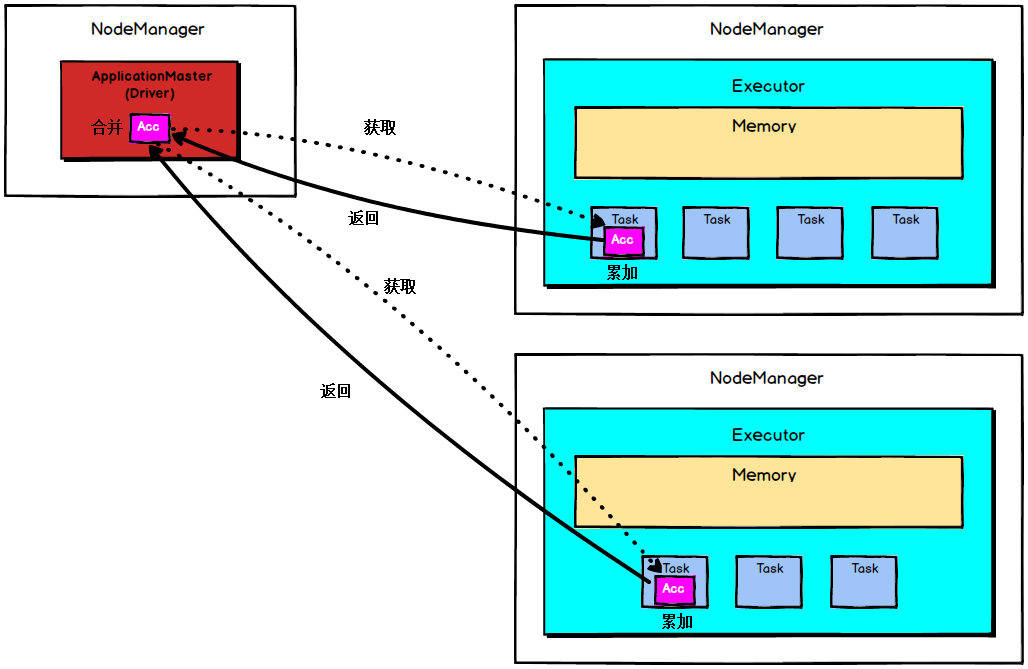 NodeManager
ApplicationMaster
(Driver)
合并
Acc
获取
返回
获取
返回
NodeManager
Executor
Memory
Task
Task
Task
Task
Acc
累加
NodeManager
Executor
Memory
Task
Task
Task
Acc
累加